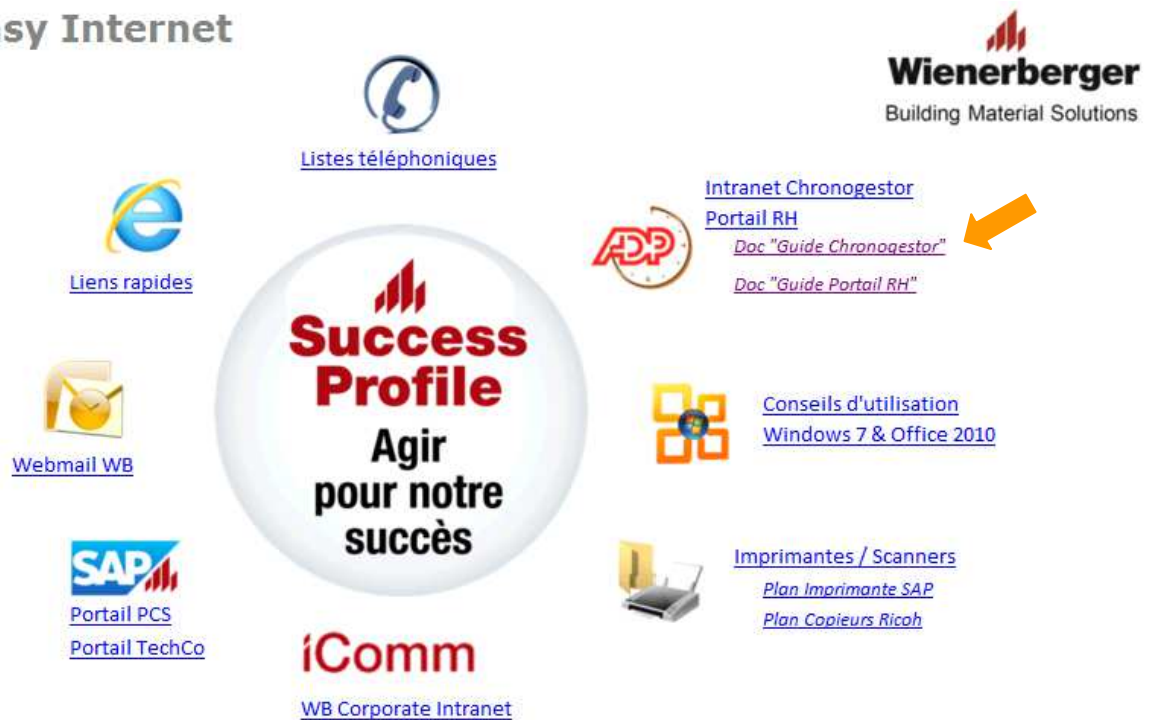 sy Internet
Wienerberger
Building Material Solutions
Listes téléphoniques
Intranet Chronogestor
Portail RH
Doc "Guide Chronogestor"
Doc "Guide Portail RH"
ADP
Liens rapides
Success
Profile
Agir
pour notre
succès
Conseils d'utilisation
Windows 7 & Office 2010
Webmail WB
SAP
Portail PCS
Portail TechCo
Imprimantes / Scanners
Plan Imprimante SAP
Plan Copieurs Ricoh
iComm
WB Corporate Intranet